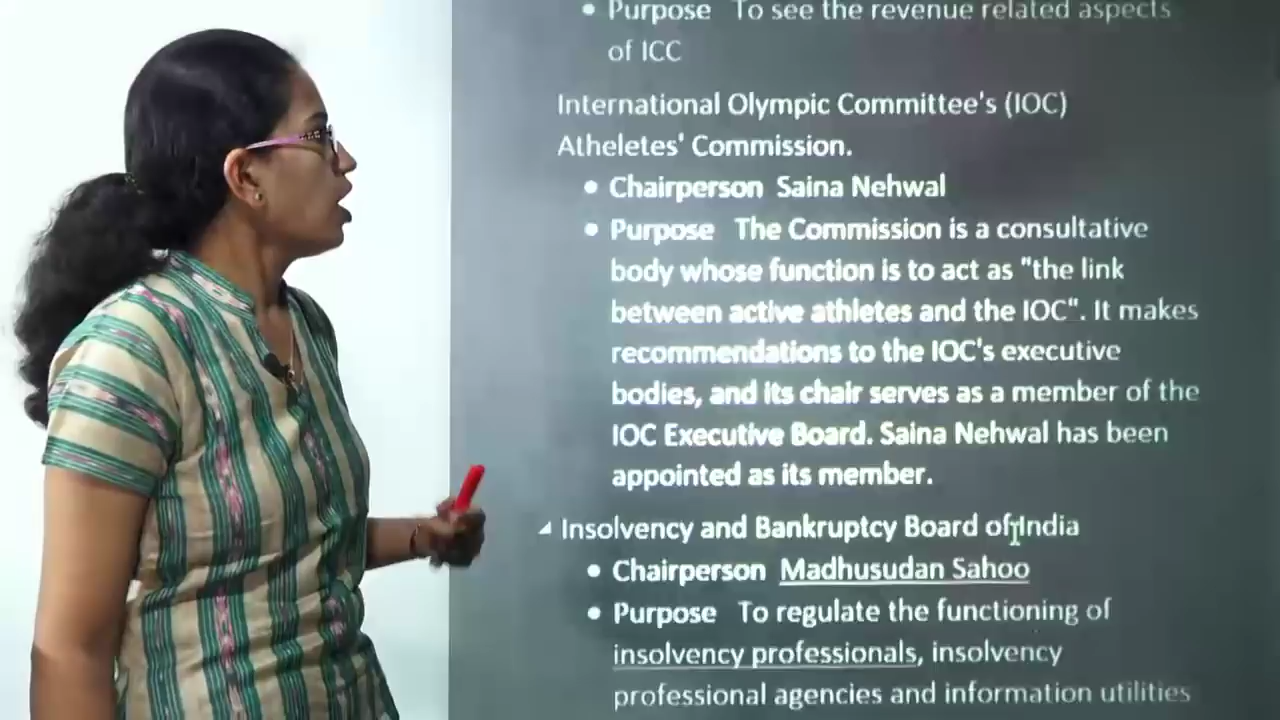 • Purpose To see the revenue related aspects
of ICC
International Olympic Committee's (IOC)
Atheletes' Commission.
• Chairperson Saina Nehwal
• Purpose The Commission is a consultative
body whose function is to act as "the link
between active athletes and the IOC". It makes
recommendations to the IOC's executive
bodies, and its chair serves as a member of the
IOC Executive Board. Saina Nehwal has been
appointed as its member.
Insolvency and Bankruptcy Board of India
• Chairperson Madhusudan Sahoo
• Purpose To regulate the functioning of
insolvency professionals, insolvency
professional agencies and information utilities